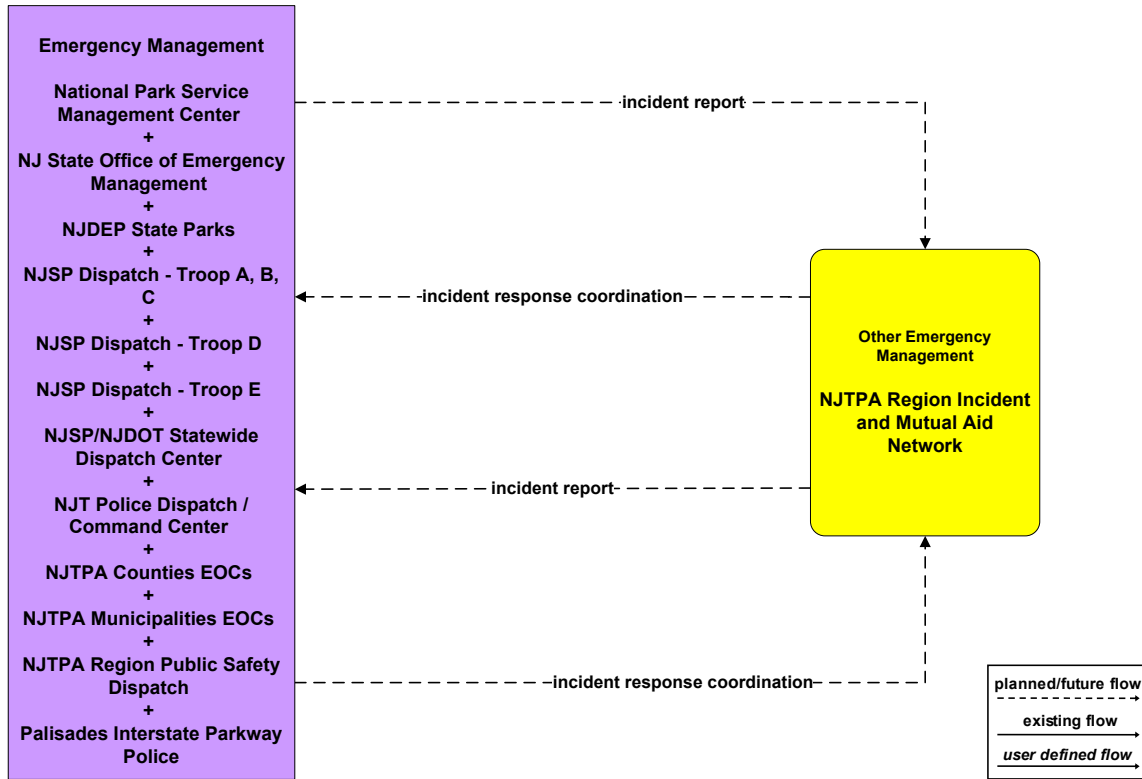 Emergency Management
National Park Service
Management Center
+
NJ State Office of Emergency
Management
+
NJDEP State Parks
+
NJSP Dispatch - Troop A, B,
C
+
NJSP Dispatch - Troop D
+
NJSP Dispatch - Troop E
+
NJSP/NJDOT Statewide
Dispatch Center
+
NJT Police Dispatch /
Command Center
+
NJTPA Counties EOCs
+
NJTPA Municipalities EOCs
+
NJTPA Region Public Safety
Dispatch
+
Palisades Interstate Parkway
Police
incident report
incident response coordination
incident report
incident response coordination
Other Emergency
Management
NJTPA Region Incident
and Mutual Aid
Network
planned/future flow
existing flow
user defined flow